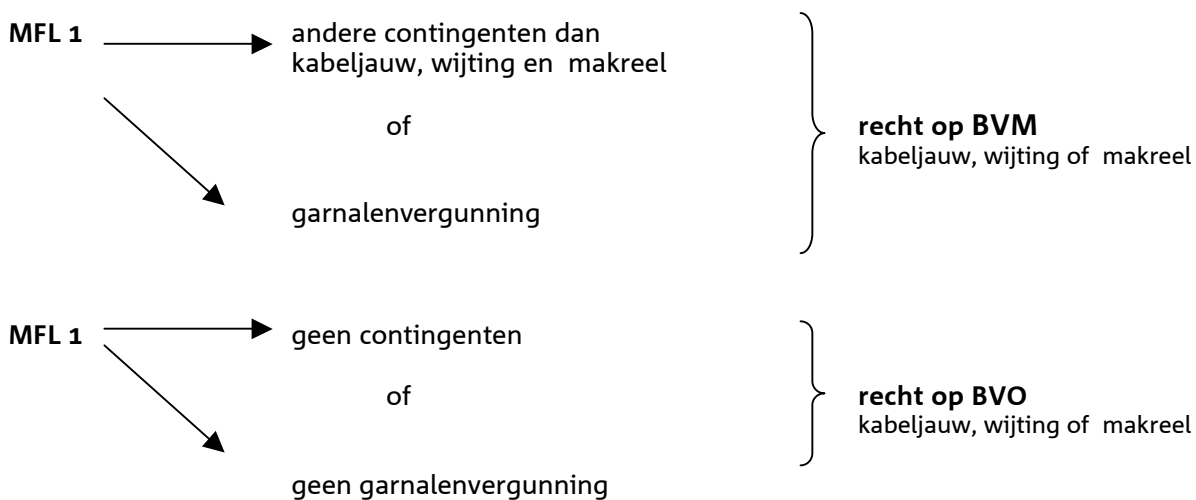 MFL 1
andere contingenten dan
kabeljauw, wijting en makreel
of
garnalenvergunning
recht op BVM
kabeljauw, wijting of makreel
MFL 1
geen contingenten
of
geen garnalenvergunning
recht op BVO
kabeljauw, wijting of makreel